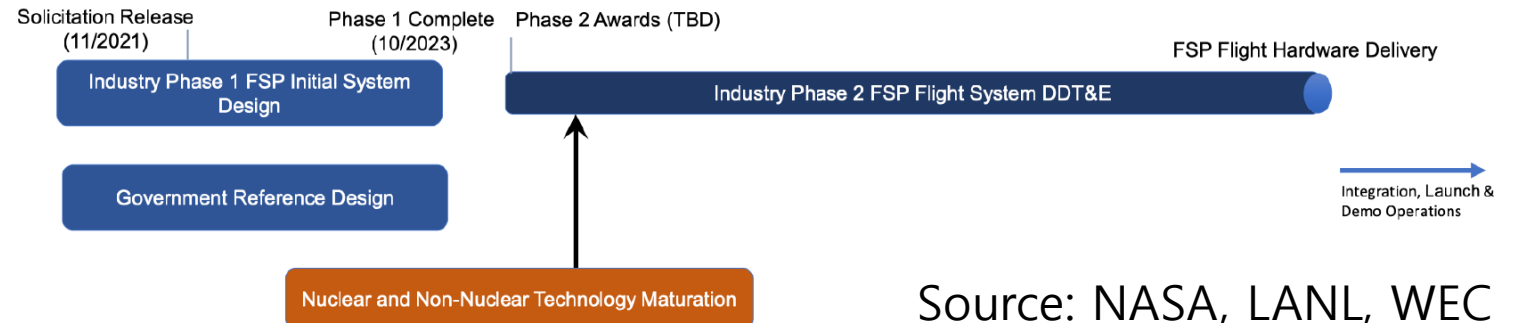 Solicitation Release
(11/2021)
Phase 1 Complete
(10/2023)
Phase 2 Awards (TBD)
FSP Flight Hardware Delivery
Industry Phase 1 FSP Initial System
Design
Industry Phase 2 FSP Flight System DDT&E
Government Reference Design
Integration, Launch &
Demo Operations
Nuclear and Non-Nuclear Technology Maturation
Source: NASA, LANL, WEC